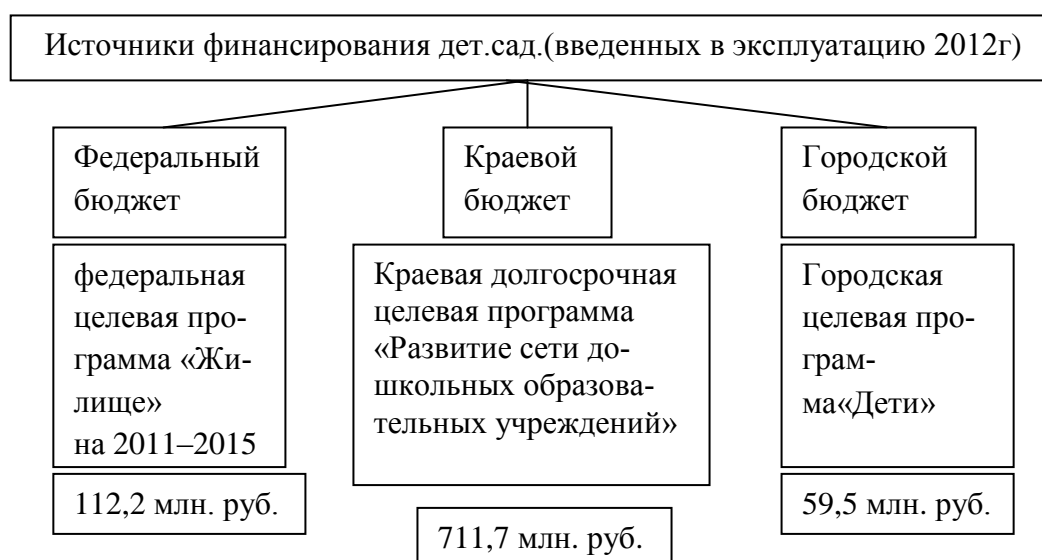 Источники финансирования дет.сад.(введенных в эксплуатацию 2012г)
Федеральный
бюджет
Краевой
бюджет
Городской
бюджет
федеральная
целевая про-
грамма «Жи-
лище»
на 2011–2015
Краевая долгосрочная
целевая программа
«Развитие сети до-
школьных образова-
тельных учреждений»
Городская
целевая про-
грам-
ма«Дети»
112,2 млн. руб.
711,7 млн. руб.
59,5 млн. руб.